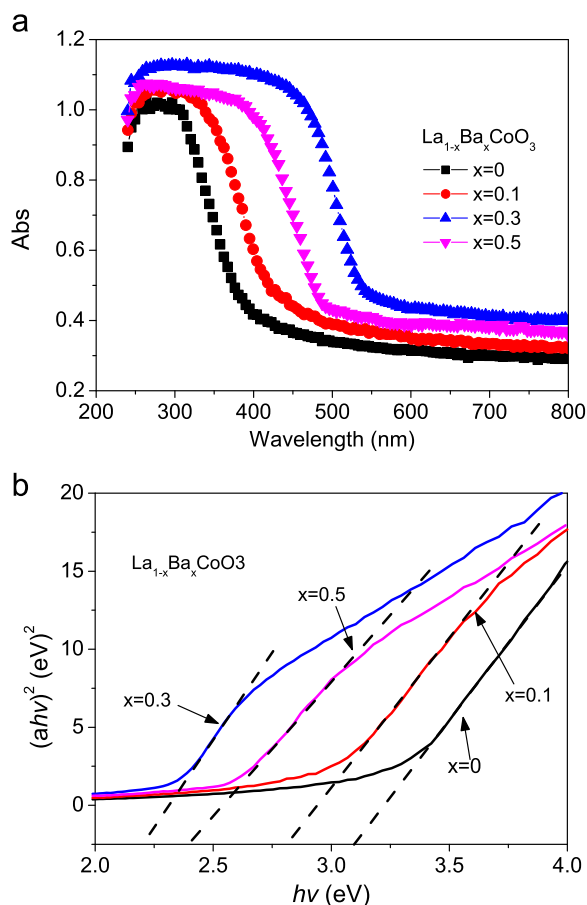 a
1.2
1.0
0.8
0.6
0.4
0.2
Abs
La1-xBaxCoO3
x=0
x=0.1
x=0.3
x=0.5
200 300 400 500 600 700 800
Wavelength (nm)
b
20
15
10
5
0
(ahv)2 (eV)2
La1-xBaxCoO3
x=0.5
x=0.3
x=0.1
x=0
2.0 2.5 3.0 3.5 4.0
hv (eV)